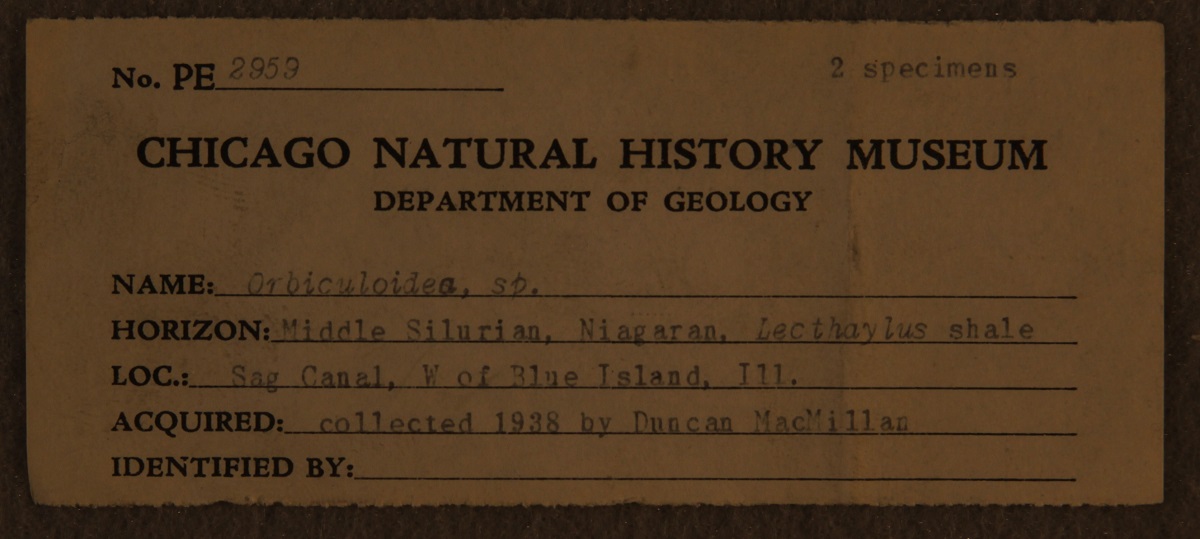 No. PE 2959 2 specimens
CHICAGO NATURAL HISTORY MUSEUM
DEPARTMENT OF GEOLOGY
NAME: Orbiculoidea, sp.
HORIZON: Middle Silurian, Niagaran, Lecthaylus shale
LOC.: Sag Canal, W of Blue Island, Ill.
ACQUIRED: collected 1938 by Duncan MacMillan
IDENTIFIED BY: